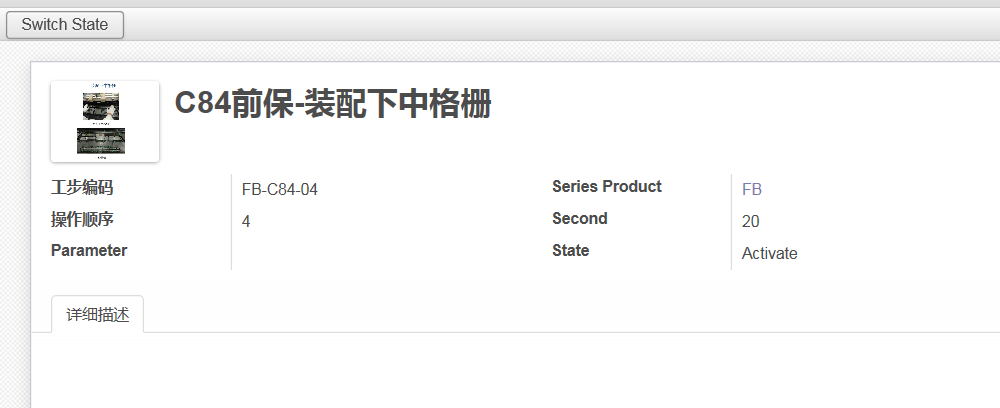 Switch State
C84前保-装配下中格栅
工步编码 FB-C84-04 Series Product FB
操作顺序 4 Second 20
Parameter State Activate
详细描述